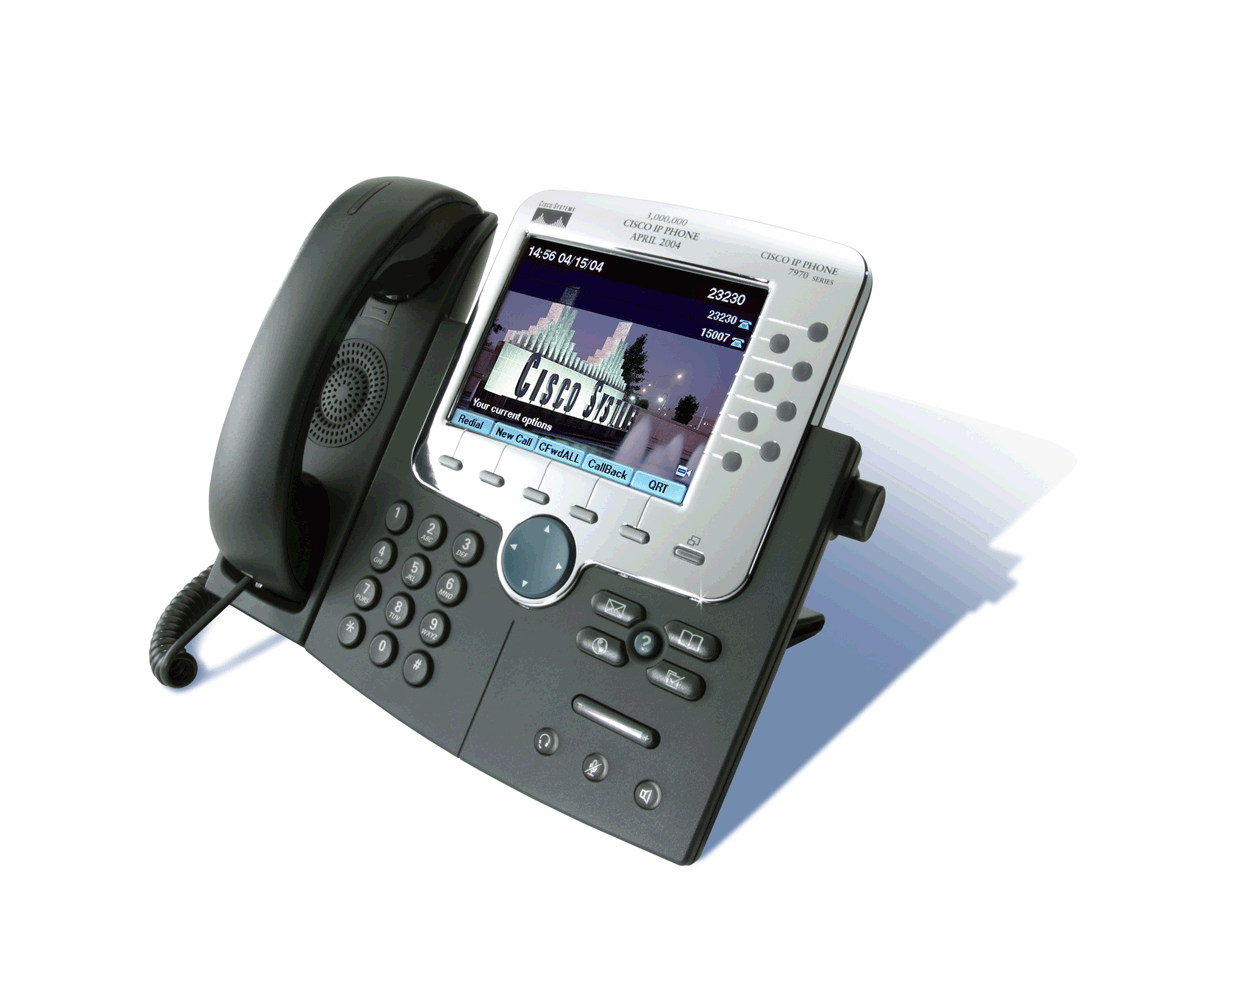 CISCO SYSTEMS
3,000,000
CISCO IP PHONE
APRIL 2004
CISCO IP PHONE
7970 SERIES
14:56 04/15/04
23230
23230
15007
CISCO SYSTE
Your current options
Redial New Call CFwdALL CallBack QRT
1
2 ABC
3 DEF
4 GHI
5 JKL
6 MNO
7 PQRS
8 TUV
9 WXYZ
*
0
#
?
- +